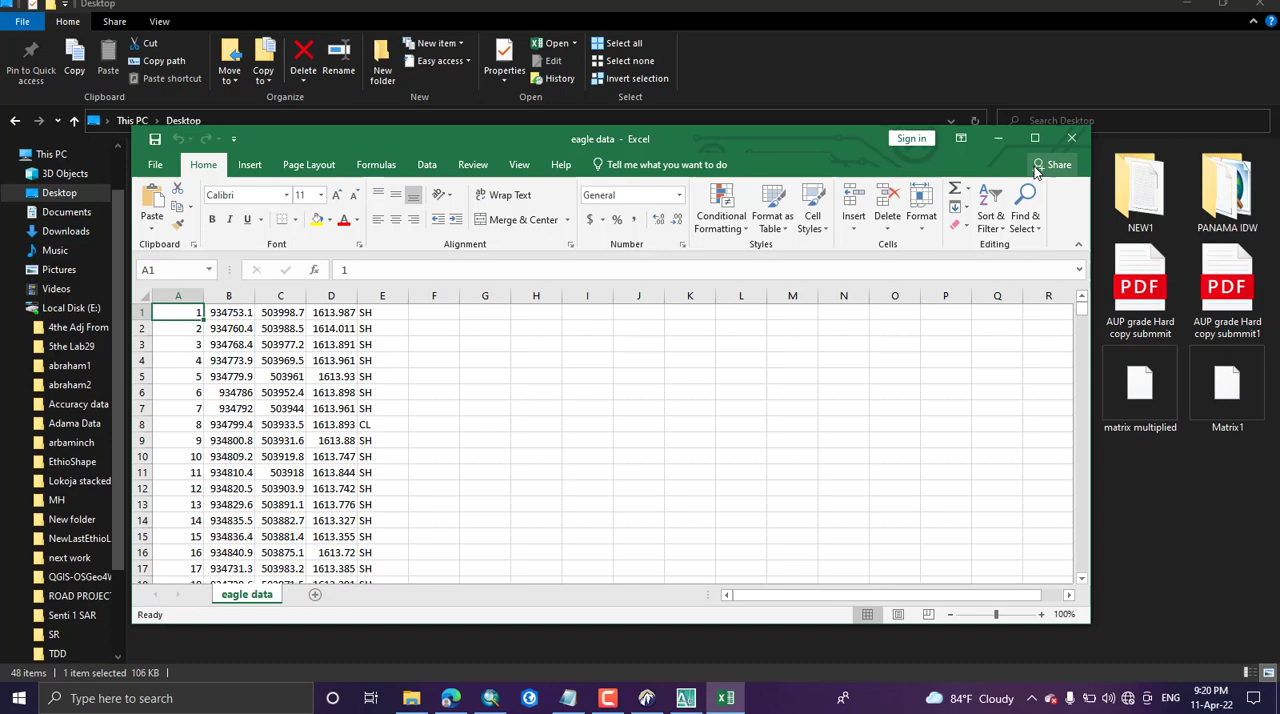 Desktop
File Home Share View
Pin to Quick access
Copy
Paste
Cut
Copy path
Paste shortcut
Clipboard
Move to
Copy to
Delete
Rename
Organize
New folder
New item
Easy access
New
Properties
Open
Edit
History
Open
Select all
Select none
Invert selection
Select
This PC Desktop
Search Desktop
This PC
3D Objects
Desktop
Documents
Downloads
Music
Pictures
Videos
Local Disk (E:)
4the Adj From
5the Lab29
abraham1
abraham2
Accuracy data
Adama Data
arbaminch
EthioShape
Lokoja stacked
MH
New folder
NewLastEthioL
next work
QGIS-OSGeo4W
ROAD PROJECT
Senti 1 SAR
SR
TDD
eagle data - Excel
Sign in
File Home Insert Page Layout Formulas Data Review View Help Tell me what you want to do Share
Paste
Clipboard
Calibri 11
B I U
Font
Wrap Text
Merge & Center
Alignment
General
$ % ,
Number
Conditional Formatting
Format as Table
Cell Styles
Styles
Insert Delete Format
Cells
Sort & Filter
Find & Select
Editing
A1 fx 1
A B C D E F G H I J K L M N O P Q R
1 1 934753.1 503998.7 1613.987 SH
2 2 934760.4 503988.5 1614.011 SH
3 3 934768.4 503977.2 1613.891 SH
4 4 934773.9 503969.5 1613.961 SH
5 5 934779.9 503961 1613.93 SH
6 6 934786 503952.4 1613.898 SH
7 7 934792 503944 1613.961 SH
8 8 934799.4 503933.5 1613.893 CL
9 9 934800.8 503931.6 1613.88 SH
10 10 934809.2 503919.8 1613.747 SH
11 11 934810.4 503918 1613.844 SH
12 12 934820.5 503903.9 1613.742 SH
13 13 934829.6 503891.1 1613.776 SH
14 14 934835.5 503882.7 1613.327 SH
15 15 934836.4 503881.4 1613.355 SH
16 16 934840.9 503875.1 1613.72 SH
17 17 934731.3 503983.2 1613.385 SH
eagle data
Ready
100%
NEW1
PANAMA IDW
PDF
AUP grade Hard copy submmit
PDF
AUP grade Hard copy submmit1
matrix multiplied
Matrix1
48 items 1 item selected 106 KB
Type here to search
84°F Cloudy
ENG
9:20 PM
11-Apr-22